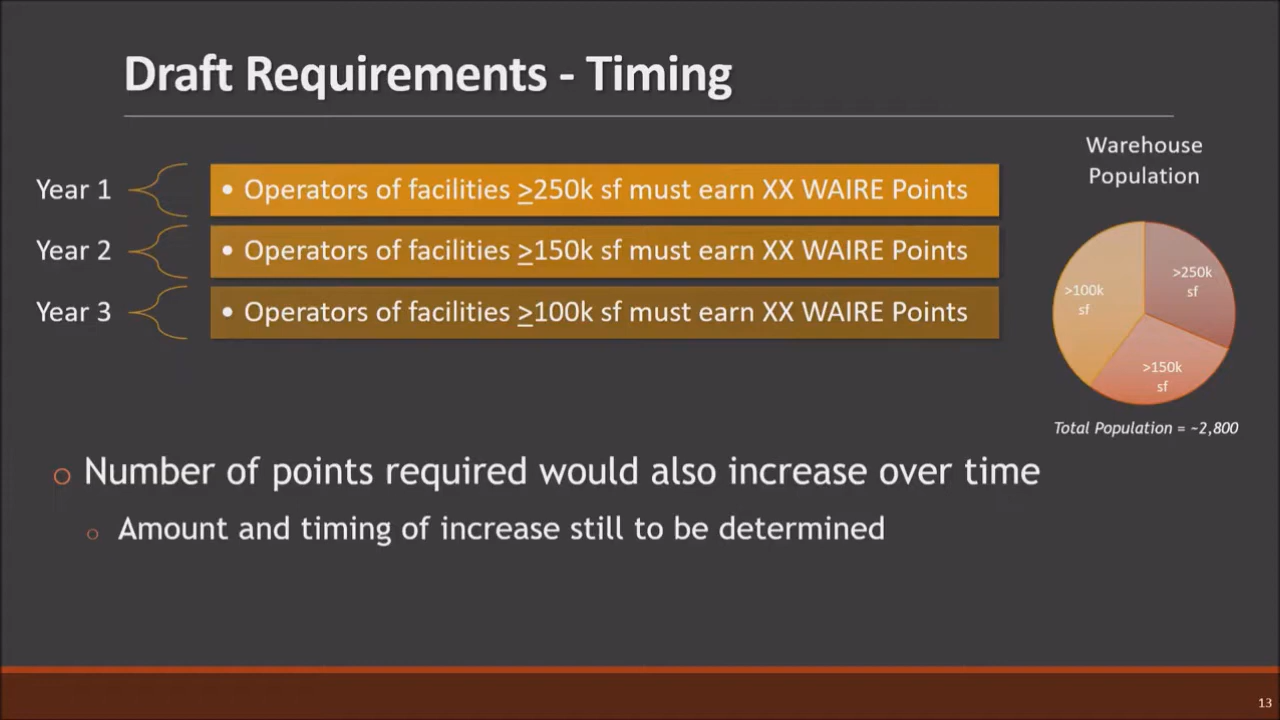 Draft Requirements - Timing
Year 1
• Operators of facilities ≥250k sf must earn XX WAIRE Points
Year 2
• Operators of facilities ≥150k sf must earn XX WAIRE Points
Year 3
• Operators of facilities ≥100k sf must earn XX WAIRE Points
Warehouse
Population
>250k
sf
>100k
sf
>150k
sf
Total Population = ~2,800
Number of points required would also increase over time
Amount and timing of increase still to be determined
13